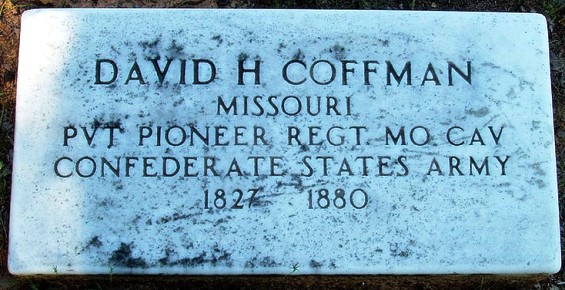 DAVID H COFFMAN
MISSOURI
PVT PIONEER REGT MO CAV
CONFEDERATE STATES ARMY
1827 1880